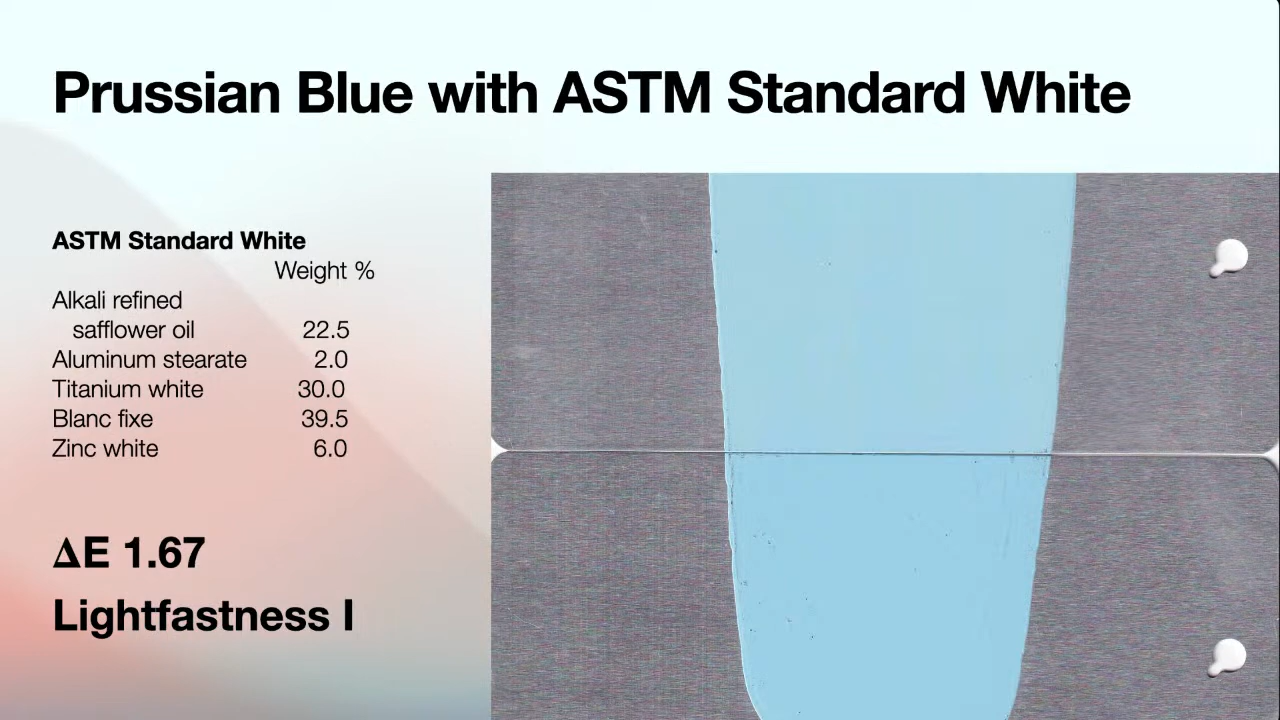 Prussian Blue with ASTM Standard White
ASTM Standard White
Weight %
Alkali refined
safflower oil 22.5
Aluminum stearate 2.0
Titanium white 30.0
Blanc fixe 39.5
Zinc white 6.0
ΔE 1.67
Lightfastness I